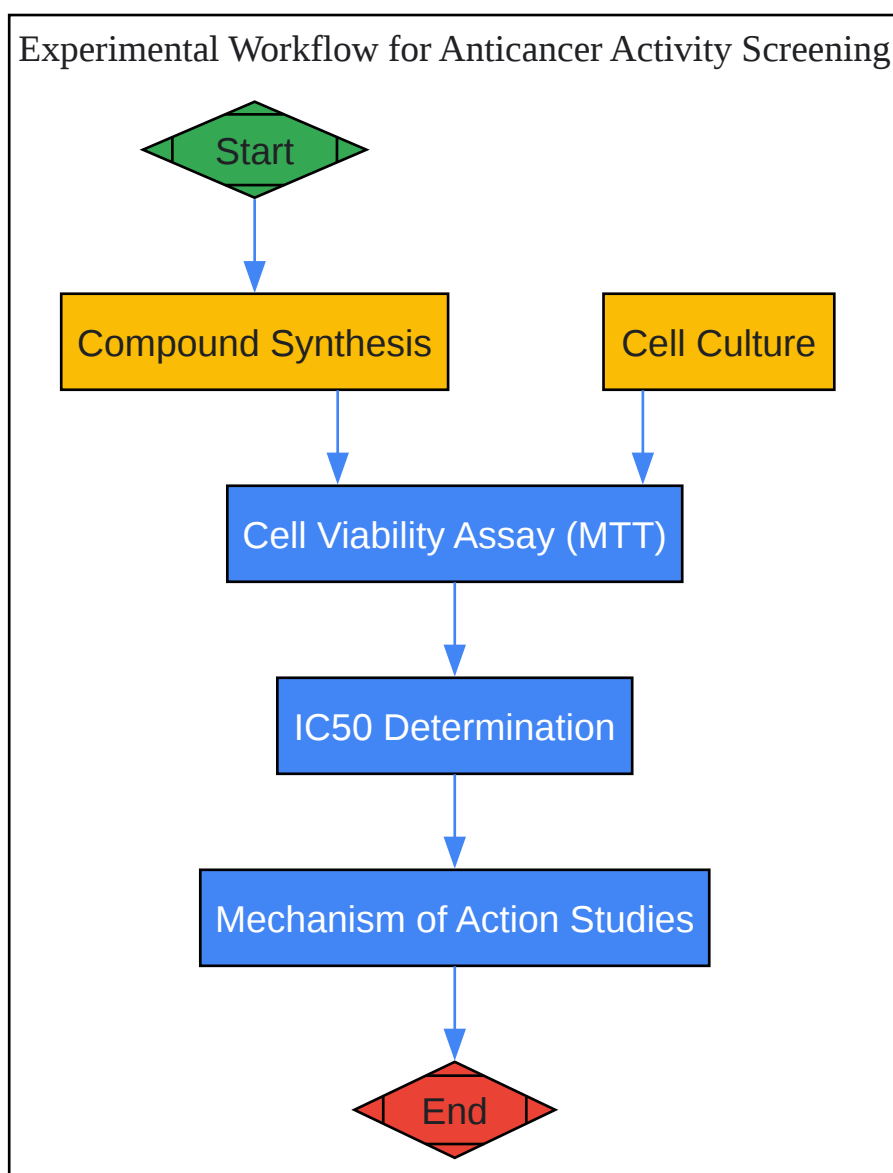 Experimental Workflow for Anticancer Activity Screening
Start
Compound Synthesis
Cell Culture
Cell Viability Assay (MTT)
IC50 Determination
Mechanism of Action Studies
End